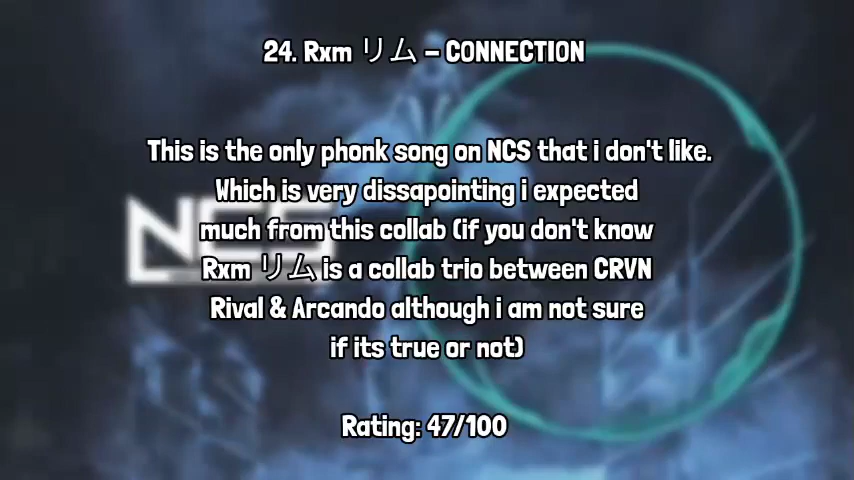 24. Rxm リム - CONNECTION
This is the only phonk song on NCS that i don't like.
Which is very dissapointing i expected
much from this collab (if you don't know
Rxm リム is a collab trio between CRVN
Rival & Arcando although i am not sure
if its true or not)
NCS
Rating: 47/100